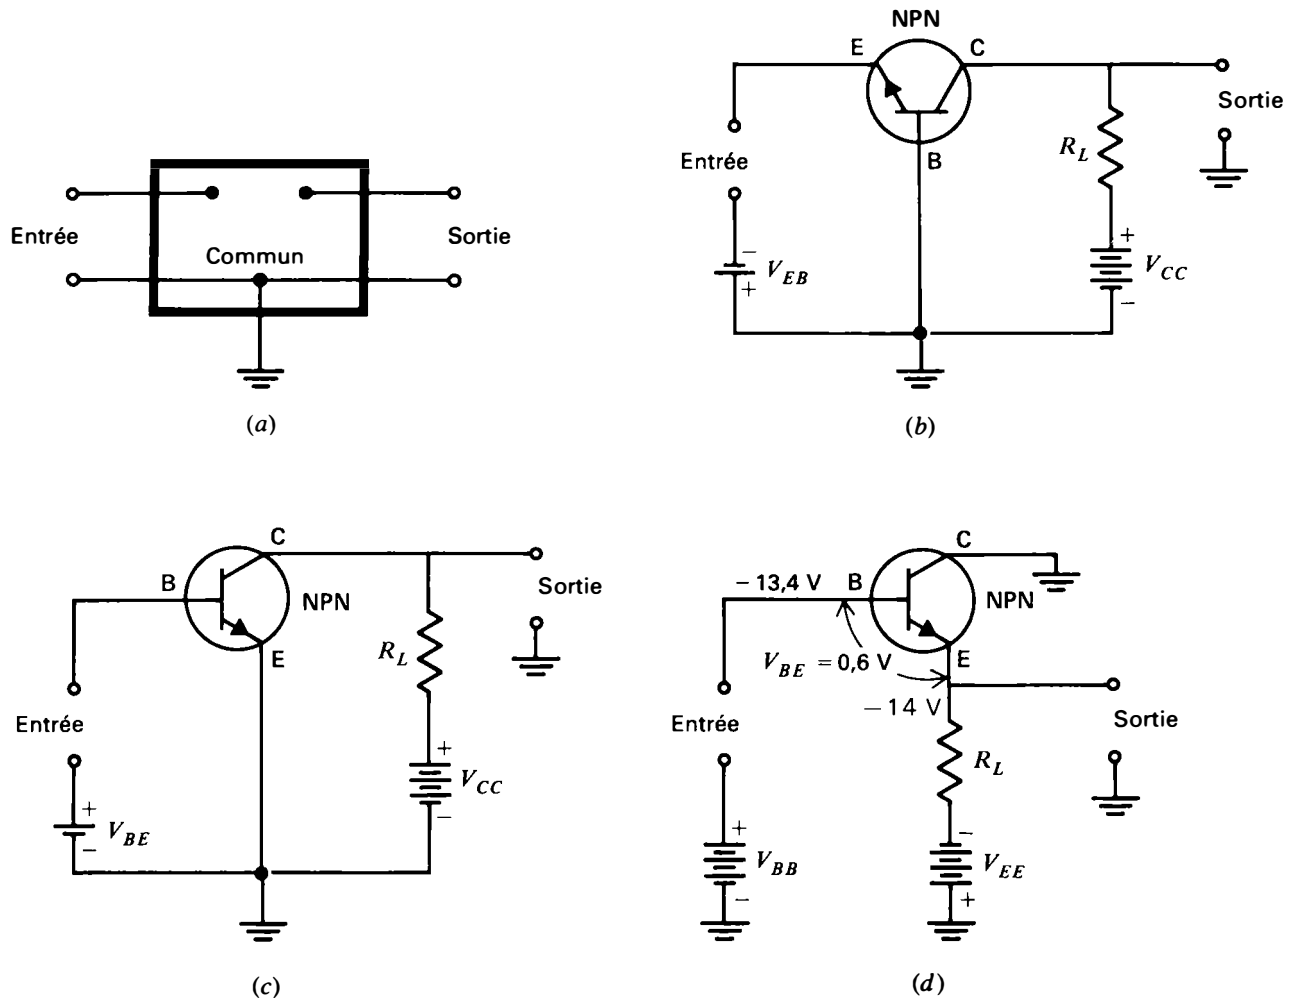 Entrée
Commun
Sortie
(a)
NPN
E
C
B
Entrée
Sortie
R_L
− V_EB +
+ V_CC −
(b)
C
B
NPN
E
Entrée
Sortie
R_L
+ V_CC −
+ V_BE −
(c)
C
− 13,4 V
B
NPN
V_BE = 0,6 V
E
− 14 V
Entrée
Sortie
R_L
+ V_BB −
− V_EE +
(d)